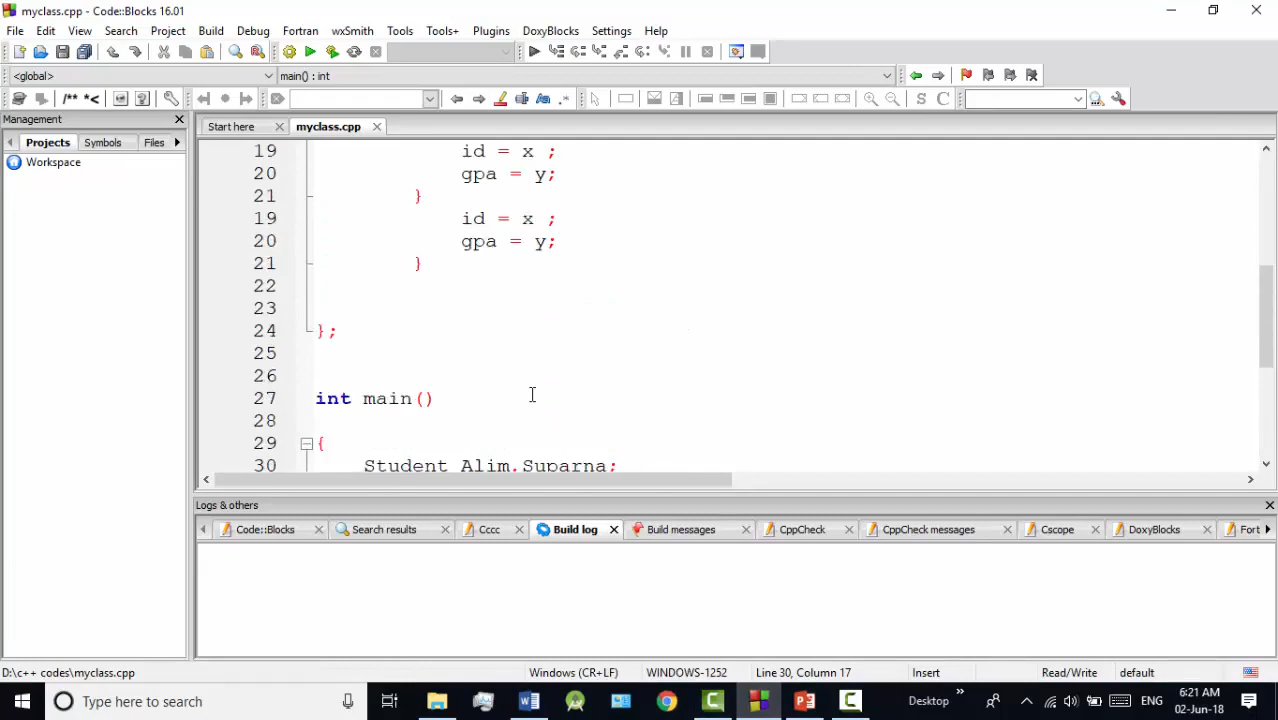 myclass.cpp - Code::Blocks 16.01
File Edit View Search Project Build Debug Fortran wxSmith Tools Tools+ Plugins DoxyBlocks Settings Help
<global> main() : int
/** *< S C
Management
Projects Symbols Files
Workspace
Start here myclass.cpp
19 id = x ;
20 gpa = y;
21 }
19 id = x ;
20 gpa = y;
21 }
22
23
24 };
25
26
27 int main()
28
29 {
30 Student Alim,Suparna;
Logs & others
Code::Blocks Search results Cccc Build log Build messages CppCheck CppCheck messages Cscope DoxyBlocks Fort
D:\c++ codes\myclass.cpp Windows (CR+LF) WINDOWS-1252 Line 30, Column 17 Insert Read/Write default
Type here to search Desktop ENG 6:21 AM
02-Jun-18